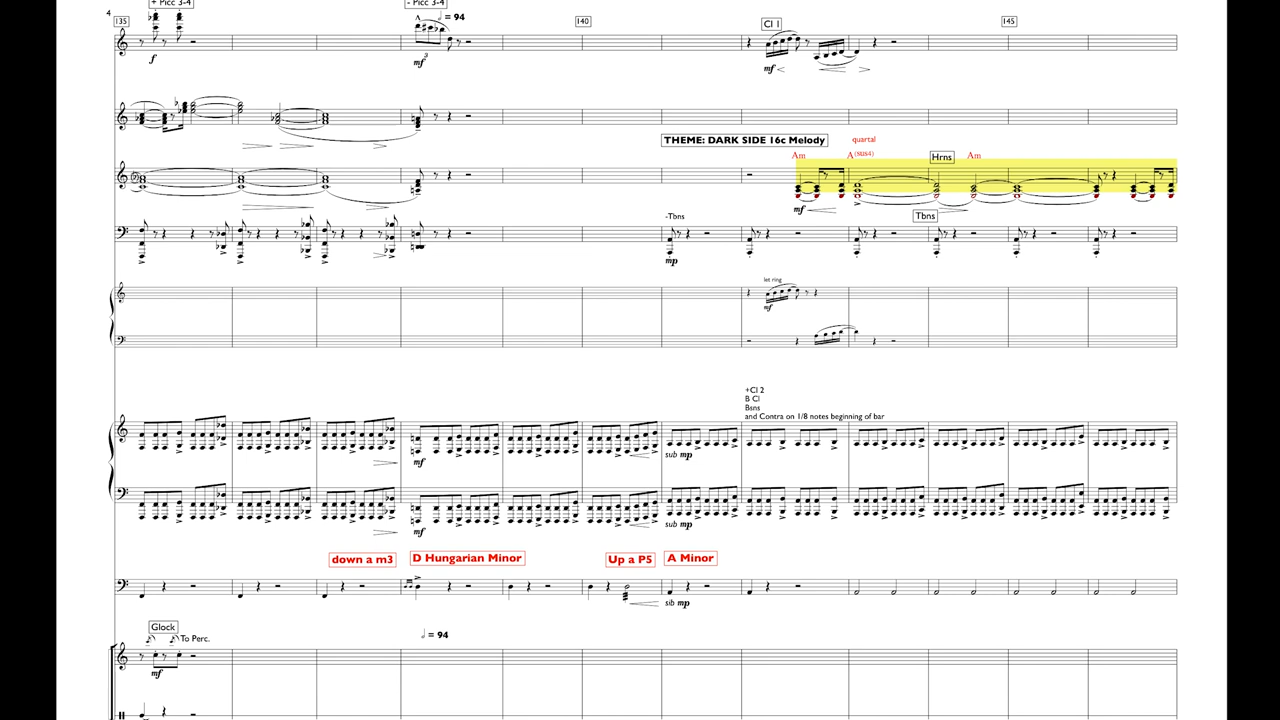 4
+ Picc 3-4
- Picc 3-4
135
𝅗𝅥 = 94
140
Cl 1
145
f
mf
3
mf
THEME: DARK SIDE 16c Melody
quartal
Am
A(sus4)
Hrns
Am
mf
-Tbns
Tbns
mp
let ring
mf
+Cl 2
B Cl
Bsns
and Contra on 1/8 notes beginning of bar
mf
sub mp
mf
sub mp
down a m3
D Hungarian Minor
Up a P5
A Minor
sib mp
Glock
To Perc.
𝅗𝅥 = 94
mf